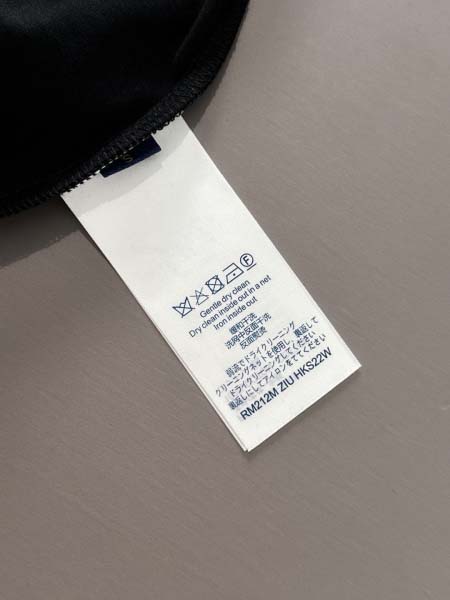 S
F
Gentle dry clean
Dry clean inside out in a net
Iron inside out
缓和干洗
洗网中反面干洗
反面熨烫
弱流でドライクリーニング
クリーニングネットを使用し、裏返して
ドライクリーニングしてください
裏返しにしてアイロンをてください
RM212M ZIU HKS22W